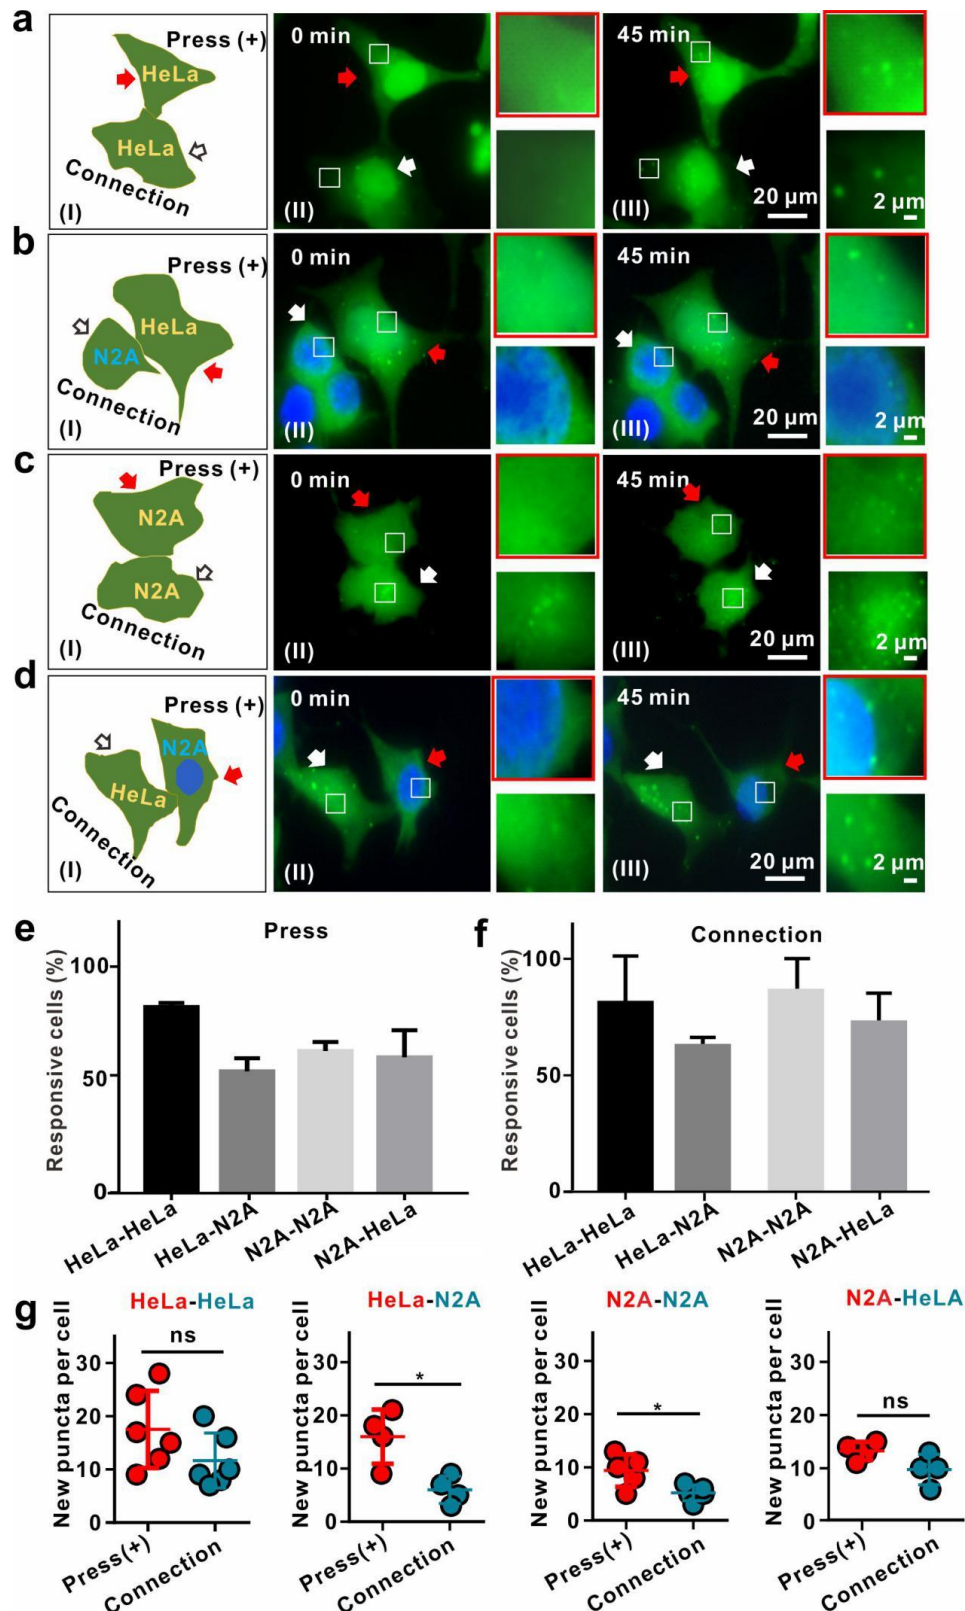 a
Press (+)
HeLa
HeLa
Connection
(I)
0 min
(II)
45 min
(III)
20 µm
2 µm
b
Press (+)
HeLa
N2A
Connection
(I)
0 min
(II)
45 min
(III)
20 µm
2 µm
c
Press (+)
N2A
N2A
Connection
(I)
0 min
(II)
45 min
(III)
20 µm
2 µm
d
Press (+)
N2A
HeLa
Connection
(I)
0 min
(II)
45 min
(III)
20 µm
2 µm
e
Press
Responsive cells (%)
100
50
0
HeLa-HeLa
HeLa-N2A
N2A-N2A
N2A-HeLa
f
Connection
Responsive cells (%)
100
50
0
HeLa-HeLa
HeLa-N2A
N2A-N2A
N2A-HeLa
g
HeLa-HeLa
ns
New puncta per cell
30
20
10
0
Press(+)
Connection
HeLa-N2A
*
New puncta per cell
30
20
10
0
Press(+)
Connection
N2A-N2A
*
New puncta per cell
30
20
10
0
Press(+)
Connection
N2A-HeLA
ns
New puncta per cell
30
20
10
0
Press(+)
Connection